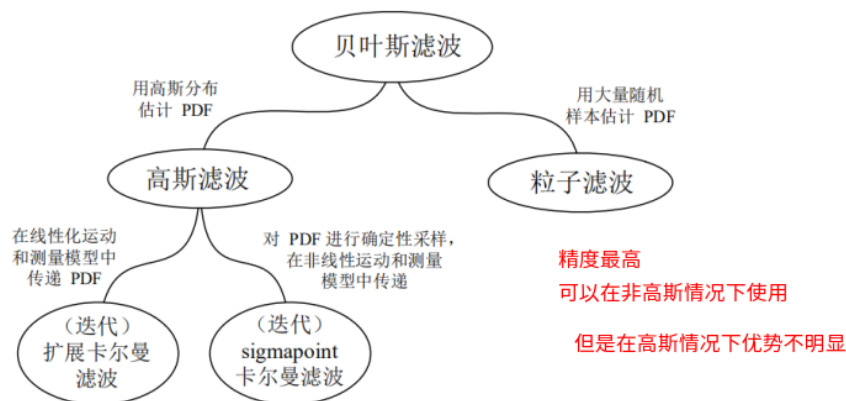 贝叶斯滤波
用高斯分布
估计 PDF
用大量随机
样本估计 PDF
高斯滤波
粒子滤波
在线性化运动
和测量模型中
传递 PDF
对 PDF 进行确定性采样，
在非线性运动和测量
模型中传递
精度最高
可以在非高斯情况下使用
但是在高斯情况下优势不明显
（迭代）
扩展卡尔曼
滤波
（迭代）
sigmapoint
卡尔曼滤波